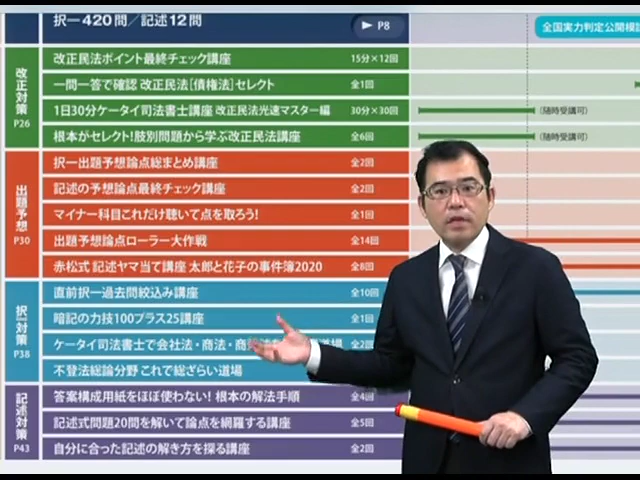 択一420問/記述12問
▶ P8
全国実力判定公開模試
改正対策
P26
改正民法ポイント最終チェック講座 15分×12回
一問一答で確認 改正民法[債権法]セレクト 全1回
1日30分ケータイ司法書士講座 改正民法光速マスター編 30分×30回 (随時受講可)
根本がセレクト!肢別問題から学ぶ改正民法講座 全6回 (随時受講可)
出題予想
P30
択一出題予想論点総まとめ講座 全2回
記述の予想論点最終チェック講座 全2回
マイナー科目これだけ聴いて点を取ろう! 全1回
出題予想論点ローラー大作戦 全14回
赤松式 記述ヤマ当て講座 太郎と花子の事件簿2020 全8回
択一対策
P38
直前択一過去問絞込み講座 全10回
暗記の力技100プラス25講座 全1回
ケータイ司法書士で会社法・商法・商 道場 全2回
不登法総論分野 これで総ざらい道場
記述対策
P43
答案構成用紙をほぼ使わない! 根本の解法手順 全4回
記述式問題20問を解いて論点を網羅する講座 全5回
自分に合った記述の解き方を探る講座 全2回